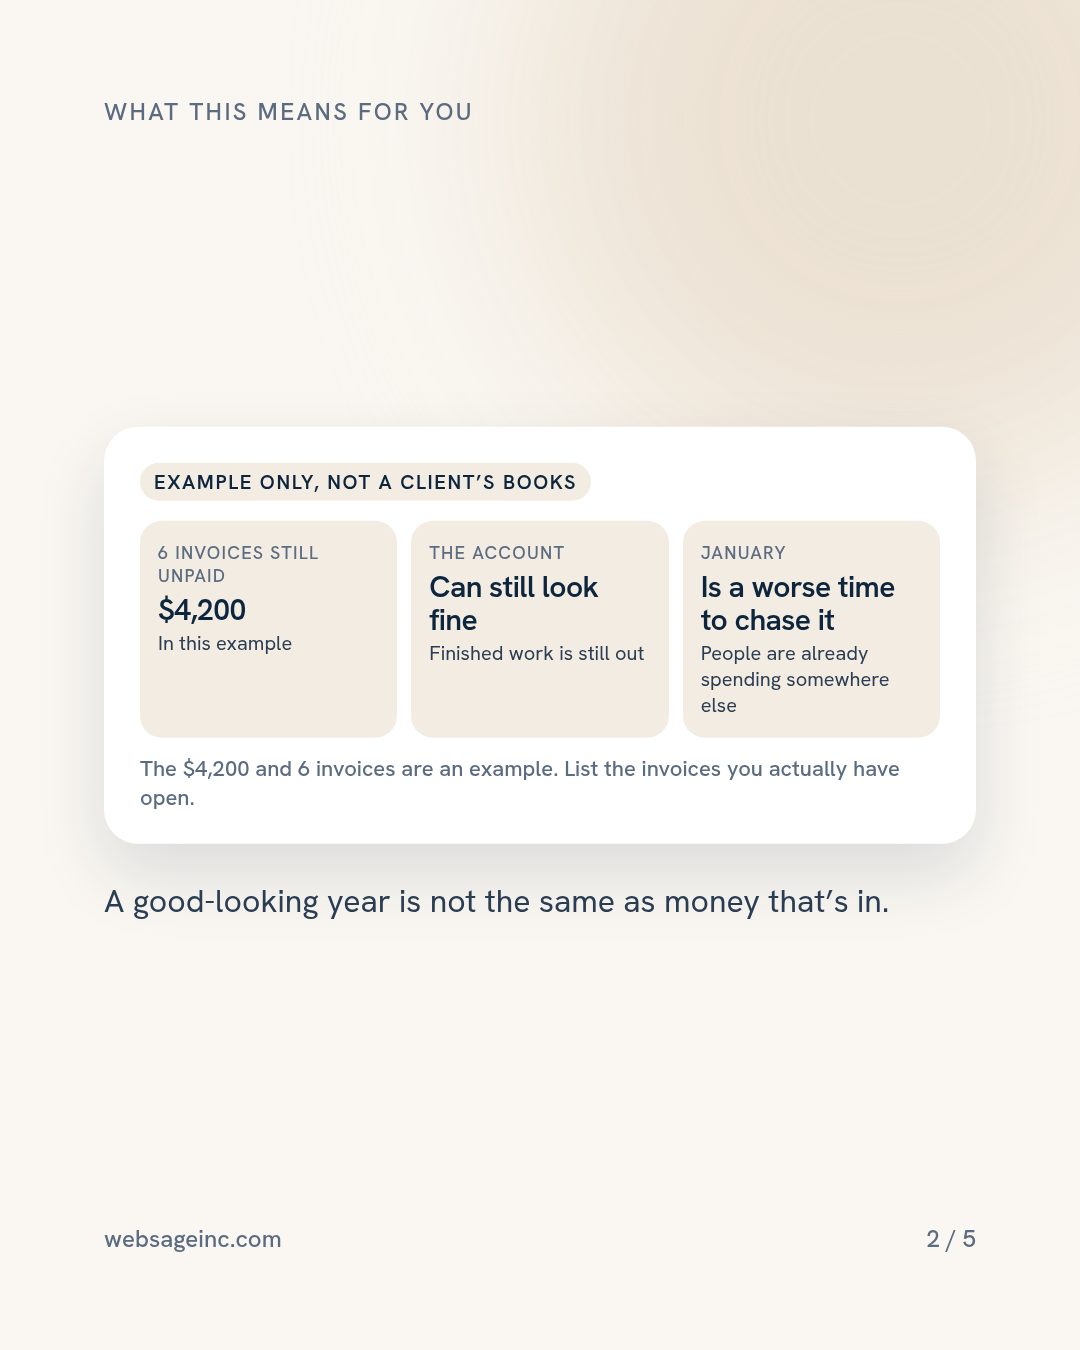 WHAT THIS MEANS FOR YOU
EXAMPLE ONLY, NOT A CLIENT’S BOOKS
6 INVOICES STILL
UNPAID
$4,200
In this example
THE ACCOUNT
Can still look
fine
Finished work is still out
JANUARY
Is a worse time
to chase it
People are already
spending somewhere
else
The $4,200 and 6 invoices are an example. List the invoices you actually have
open.
A good-looking year is not the same as money that’s in.
websageinc.com
2 / 5